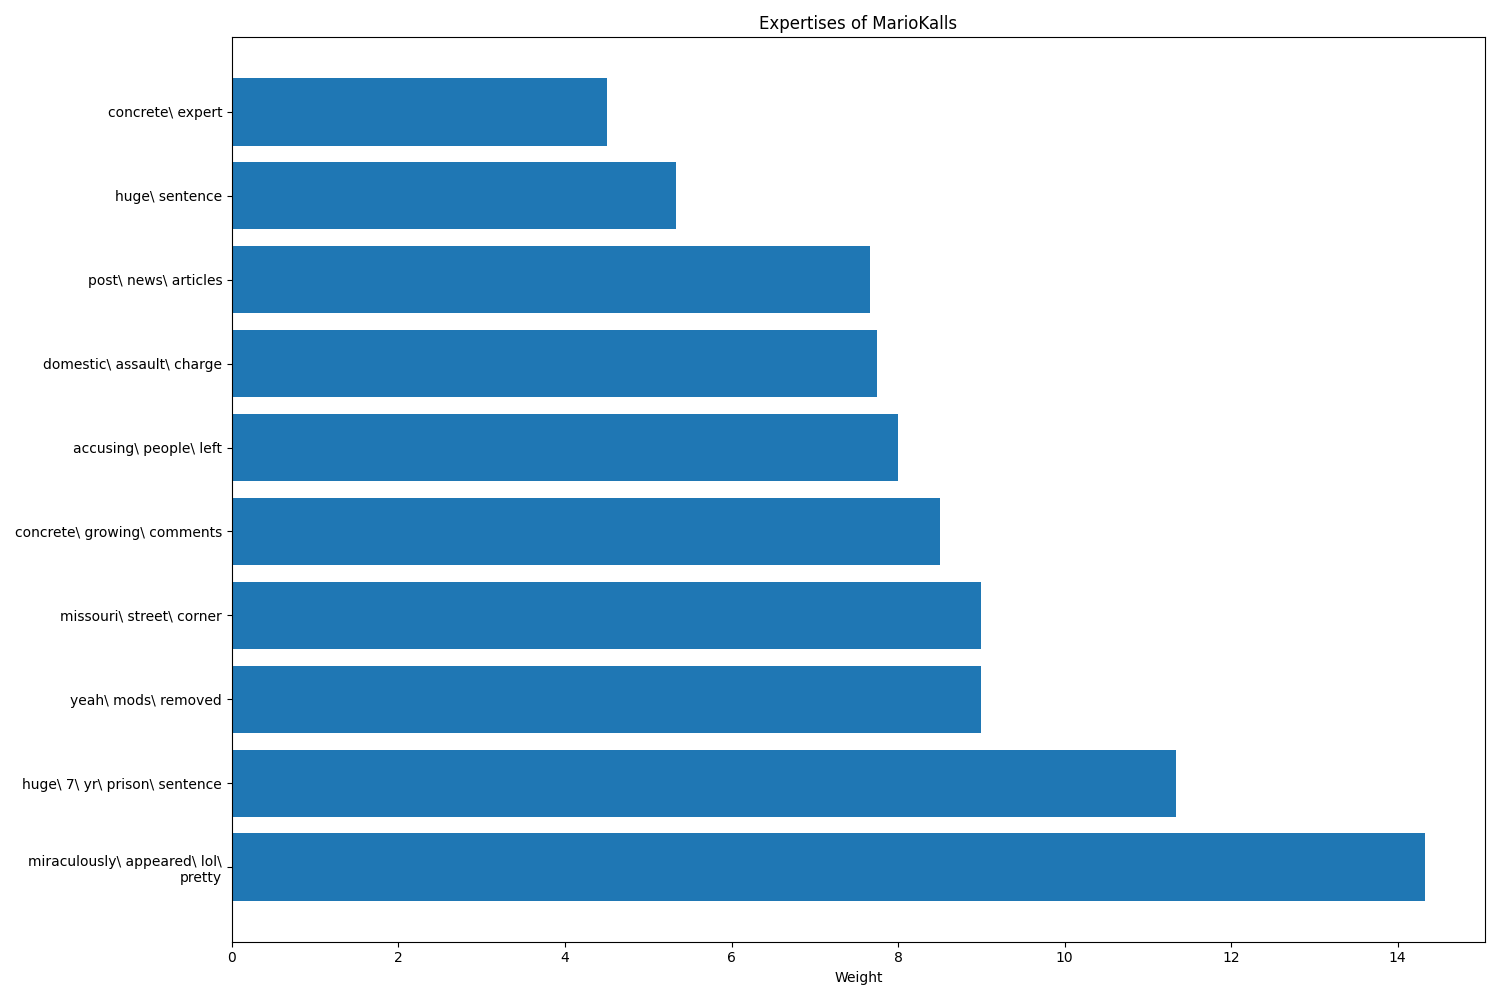 Expertises of MarioKalls
concrete\ expert
huge\ sentence
post\ news\ articles
domestic\ assault\ charge
accusing\ people\ left
concrete\ growing\ comments
missouri\ street\ corner
yeah\ mods\ removed
huge\ 7\ yr\ prison\ sentence
miraculously\ appeared\ lol\
pretty
0 2 4 6 8 10 12 14
Weight